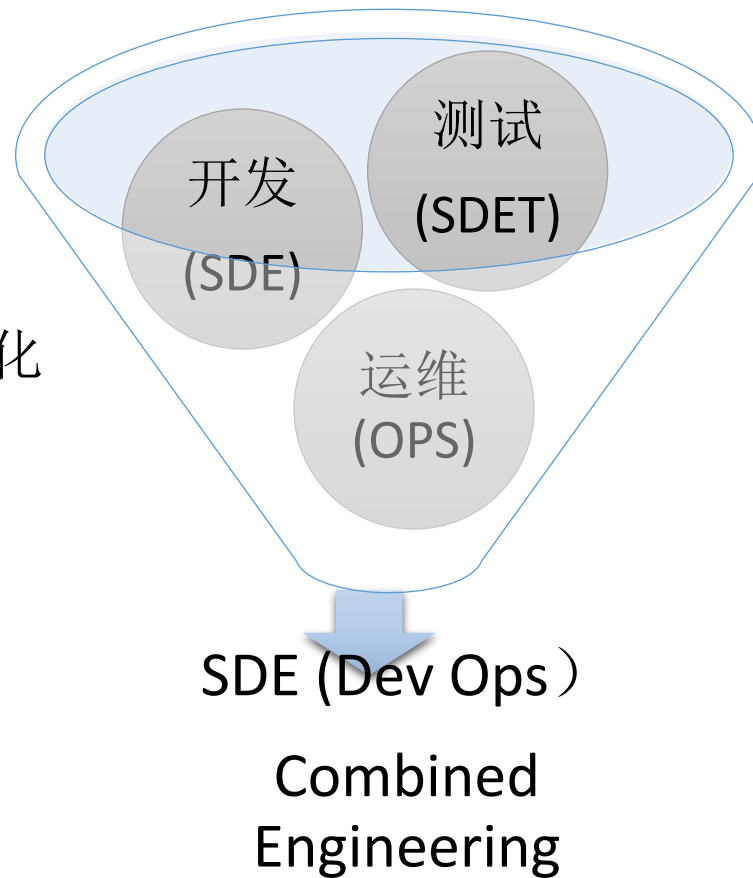 测试
(SDET)
开发
(SDE)
化
运维
(OPS)
SDE (Dev Ops）
Combined
Engineering